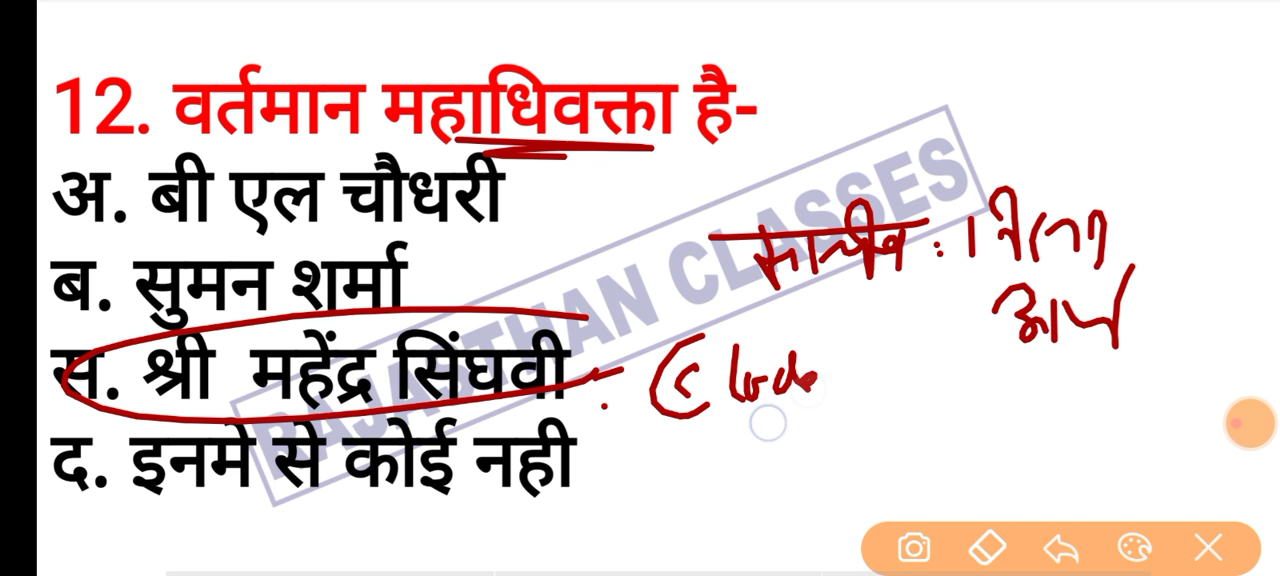 12. वर्तमान महाधिवक्ता है-
अ. बी एल चौधरी
ब. सुमन शर्मा
स. श्री महेंद्र सिंघवी
द. इनमे से कोई नही
RAJASTHAN CLASSES